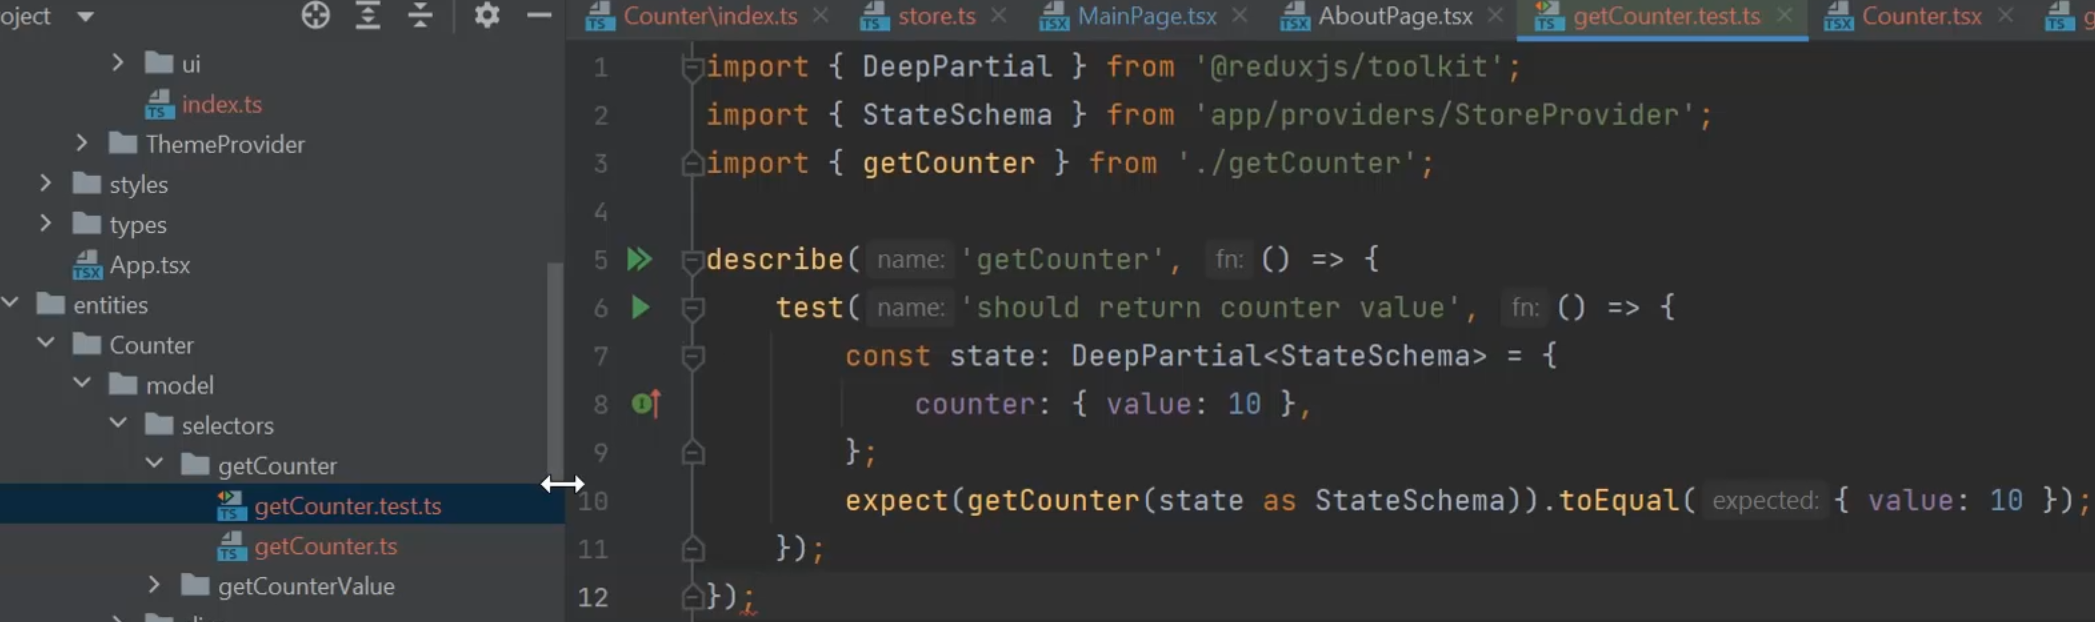 oject
ui
index.ts
ThemeProvider
styles
types
App.tsx
entities
Counter
model
selectors
getCounter
getCounter.test.ts
getCounter.ts
getCounterValue
Counter\index.ts store.ts MainPage.tsx AboutPage.tsx getCounter.test.ts Counter.tsx
1 import { DeepPartial } from '@reduxjs/toolkit';
2 import { StateSchema } from 'app/providers/StoreProvider';
3 import { getCounter } from './getCounter';
4
5 describe( name: 'getCounter', fn: () => {
6 test( name: 'should return counter value', fn: () => {
7 const state: DeepPartial<StateSchema> = {
8 counter: { value: 10 },
9 };
10 expect(getCounter(state as StateSchema)).toEqual( expected: { value: 10 });
11 });
12 });